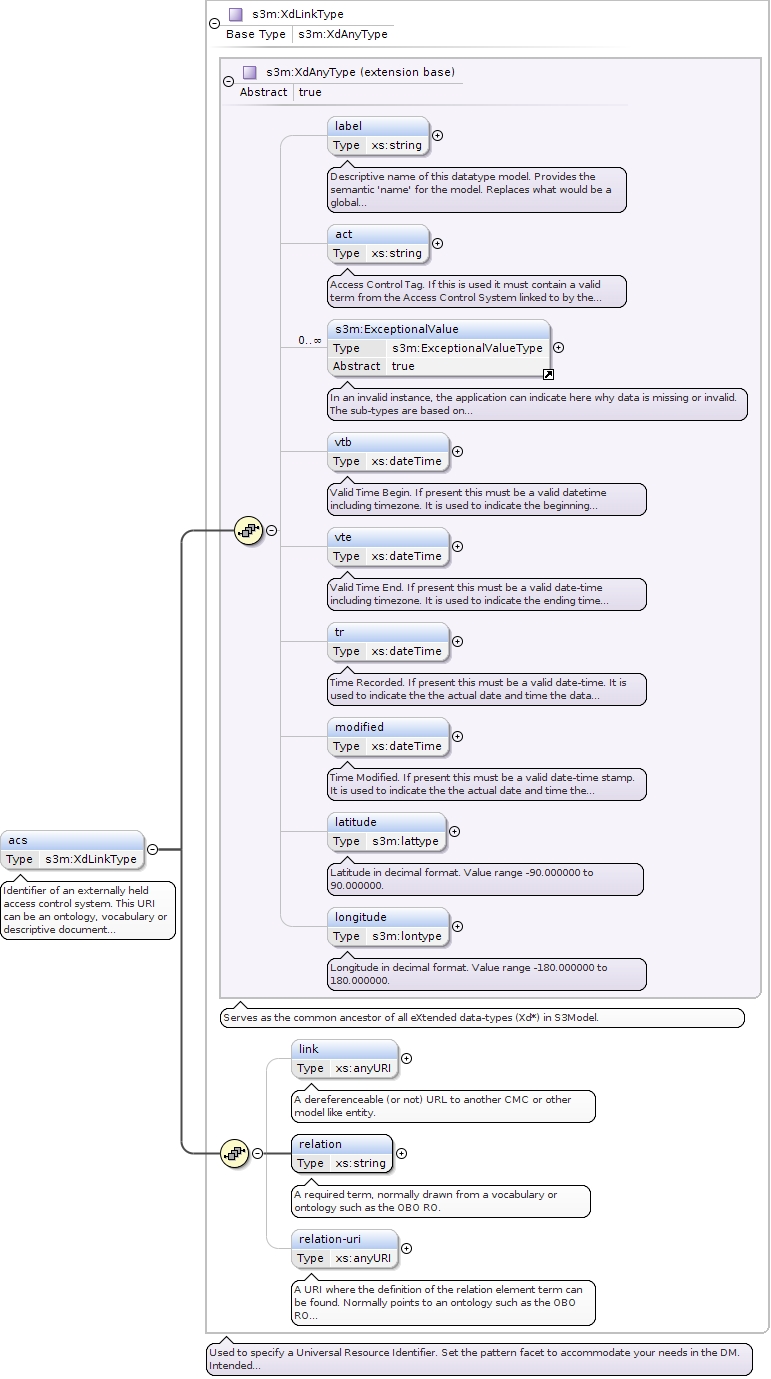 s3m:XdLinkType
Base Type s3m:XdAnyType
s3m:XdAnyType (extension base)
Abstract true
label
Type xs:string
Descriptive name of this datatype model. Provides the
semantic 'name' for the model. Replaces what would be a
global...
act
Type xs:string
Access Control Tag. If this is used it must contain a valid
term from the Access Control System linked to by the...
0..∞
s3m:ExceptionalValue
Type s3m:ExceptionalValueType
Abstract true
In an invalid instance, the application can indicate here why data is missing or invalid.
The sub-types are based on...
vtb
Type xs:dateTime
Valid Time Begin. If present this must be a valid datetime
including timezone. It is used to indicate the beginning...
vte
Type xs:dateTime
Valid Time End. If present this must be a valid date-time
including timezone. It is used to indicate the ending time...
tr
Type xs:dateTime
Time Recorded. If present this must be a valid date-time. It is
used to indicate the the actual date and time the data...
modified
Type xs:dateTime
Time Modified. If present this must be a valid date-time stamp.
It is used to indicate the the actual date and time the...
latitude
Type s3m:lattype
Latitude in decimal format. Value range -90.000000 to
90.000000.
longitude
Type s3m:lontype
Longitude in decimal format. Value range -180.000000 to
180.000000.
Serves as the common ancestor of all eXtended data-types (Xd*) in S3Model.
acs
Type s3m:XdLinkType
Identifier of an externally held
access control system. This URI
can be an ontology, vocabulary or
descriptive document...
link
Type xs:anyURI
A dereferenceable (or not) URL to another CMC or other
model like entity.
relation
Type xs:string
A required term, normally drawn from a vocabulary or
ontology such as the OBO RO.
relation-uri
Type xs:anyURI
A URI where the definition of the relation element term can
be found. Normally points to an ontology such as the OBO
RO...
Used to specify a Universal Resource Identifier. Set the pattern facet to accommodate your needs in the DM.
Intended...